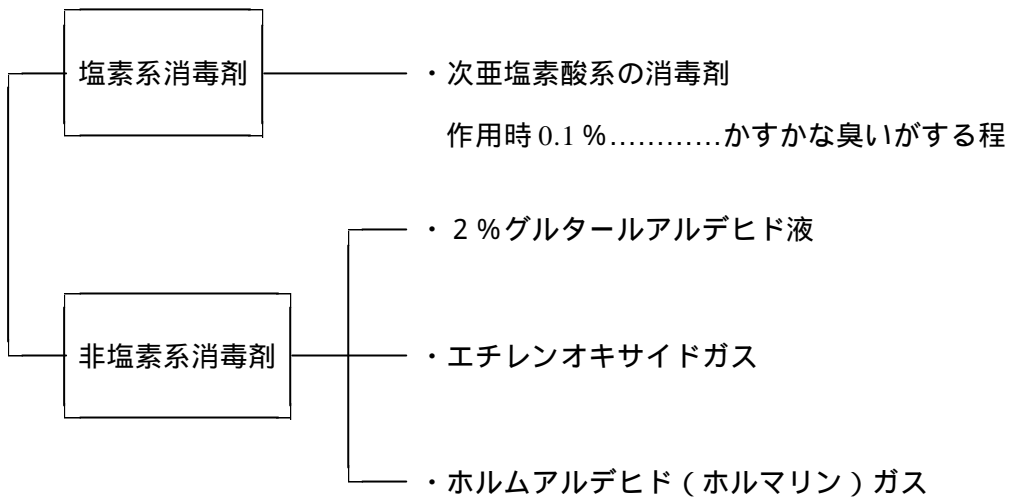 塩素系消毒剤
・次亜塩素酸系の消毒剤
作用時 0.1 %…………かすかな臭いがする程
・２%グルタールアルデヒド液
非塩素系消毒剤
・エチレンオキサイドガス
・ホルムアルデヒド ( ホルマリン ) ガス